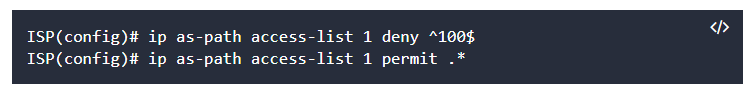 ISP(config)# ip as-path access-list 1 deny ^100$
ISP(config)# ip as-path access-list 1 permit .*